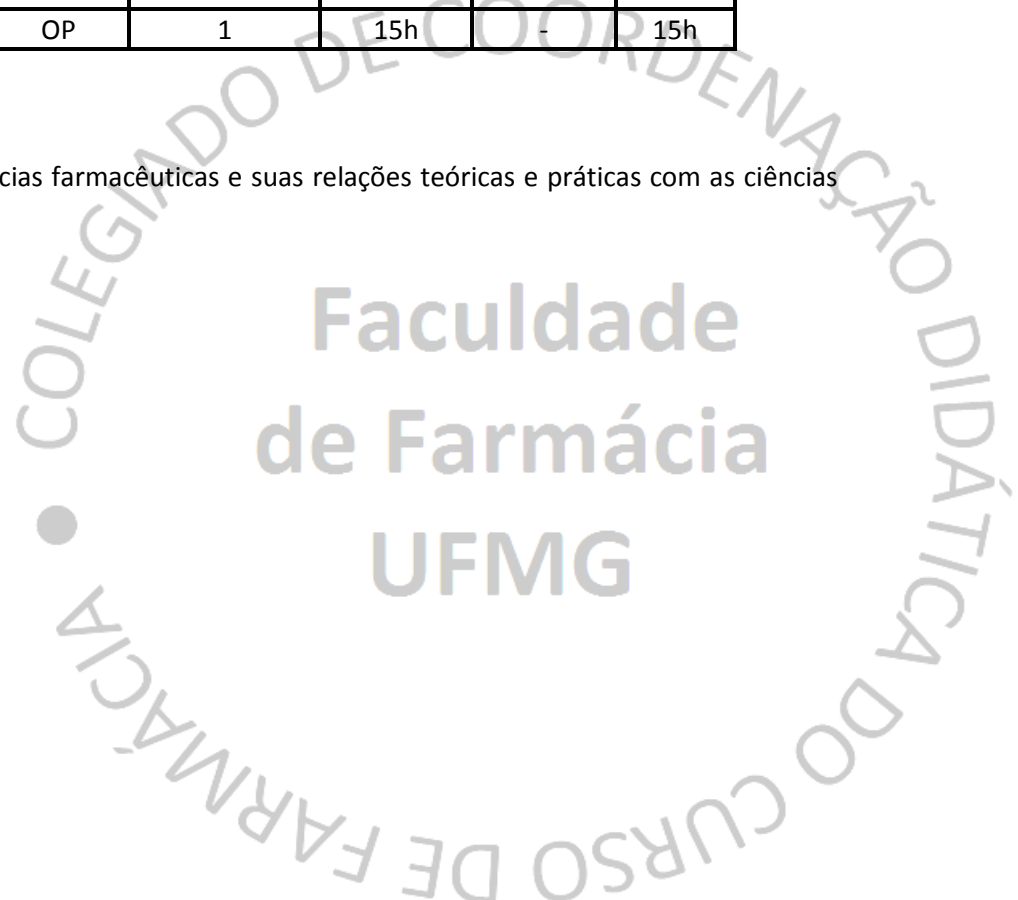 OP 1 15h - 15h
cias farmacêuticas e suas relações teóricas e práticas com as ciências
Faculdade
de Farmácia
UFMG
COLEGIADO DE COORDENAÇÃO DIDÁTICA DO CURSO DE FARMÁCIA